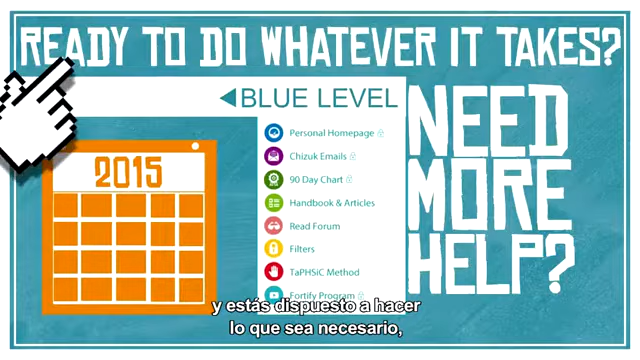 READY TO DO WHATEVER IT TAKES?
BLUE LEVEL
NEED
MORE
HELP?
2015
Personal Homepage
Chizuk Emails
90 Day Chart
Handbook & Articles
Read Forum
Filters
TaPHSiC Method
Fortify Program
y estás dispuesto a hacer
lo que sea necesario,